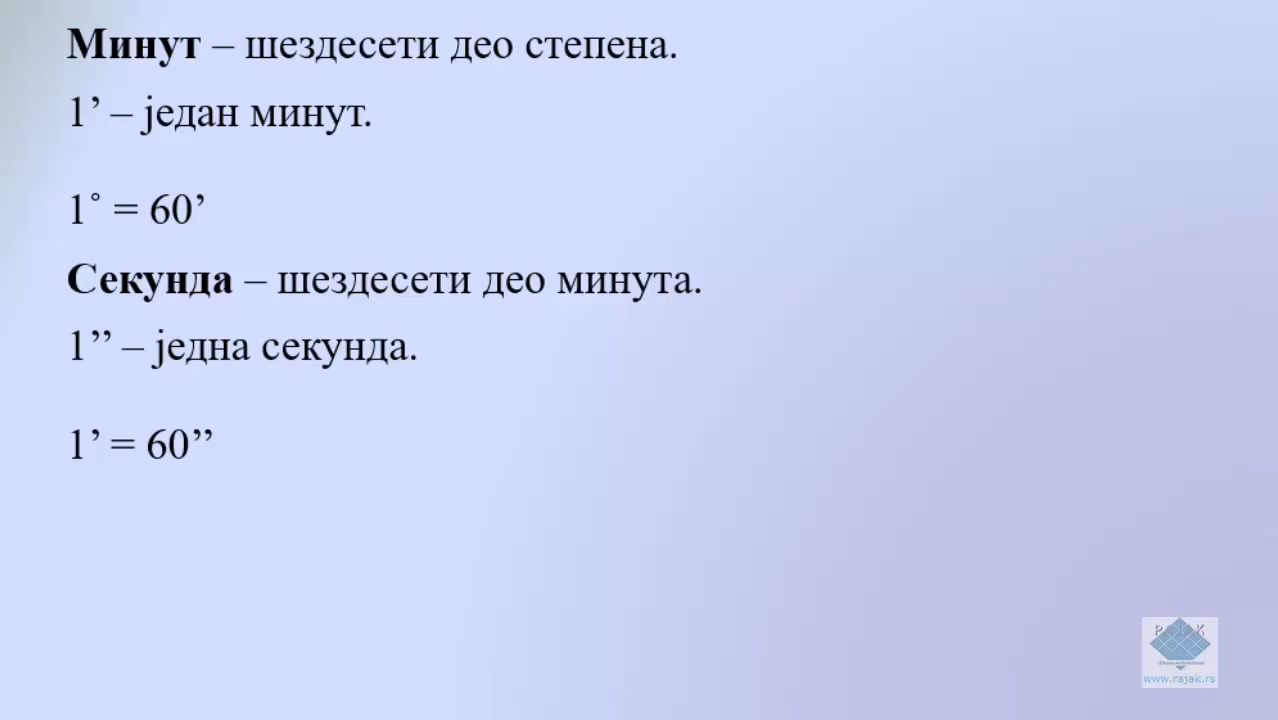 Минут – шездесети део степена.
1’ – један минут.
1˚ = 60’
Секунда – шездесети део минута.
1’’ – једна секунда.
1’ = 60’’
www.rajak.rs